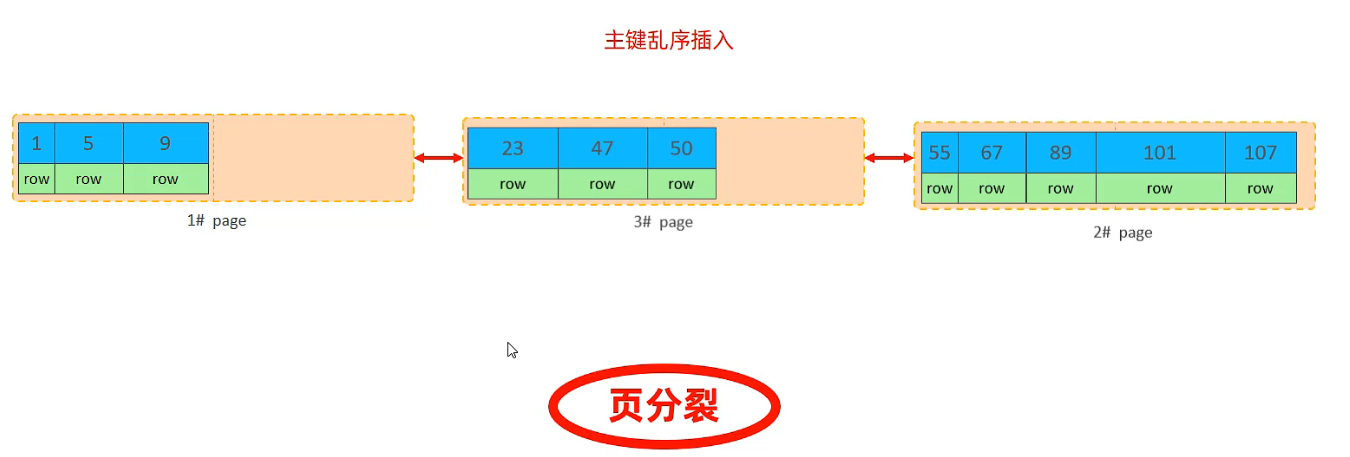 主键乱序插入
1 5 9
row row row
1# page
23 47 50
row row row
3# page
55 67 89 101 107
row row row row row
2# page
页分裂